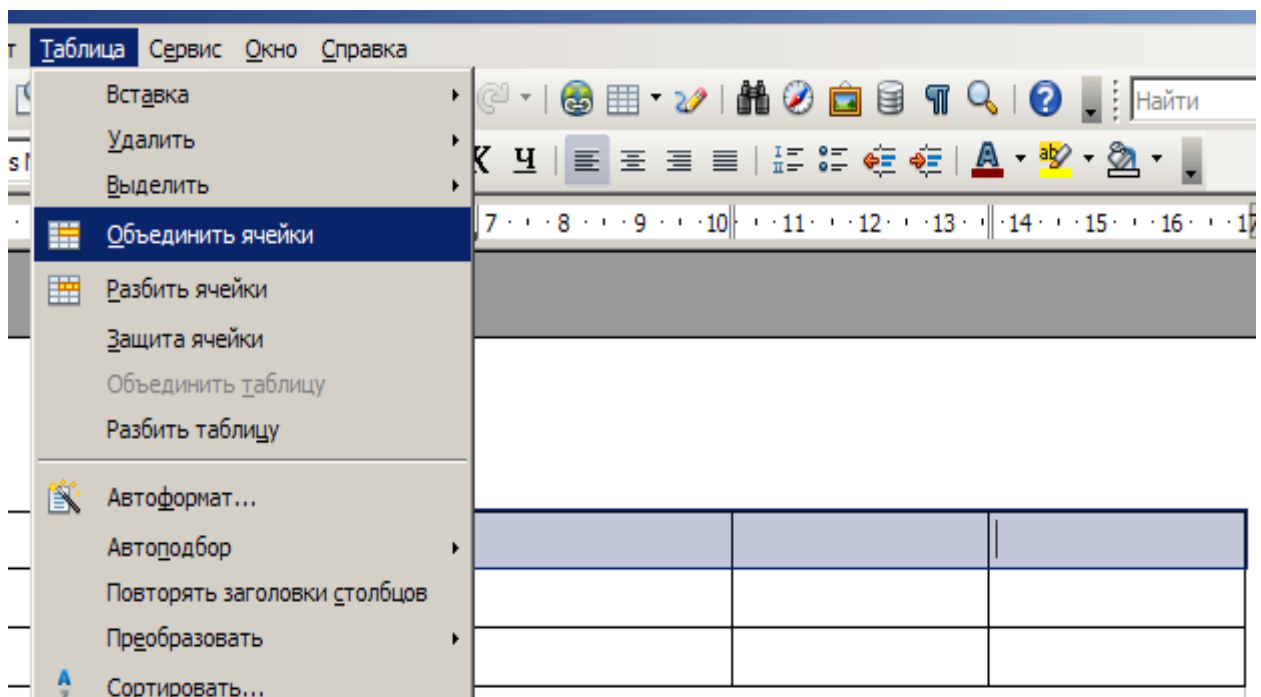 Таблица Сервис Окно Справка
Вставка
Найти
Удалить
К Ч
Выделить
7 8 9 10 11 12 13 14 15 16 17
Объединить ячейки
Разбить ячейки
Защита ячейки
Объединить таблицу
Разбить таблицу
Автоформат...
Автоподбор
Повторять заголовки столбцов
Преобразовать
Сортировать...